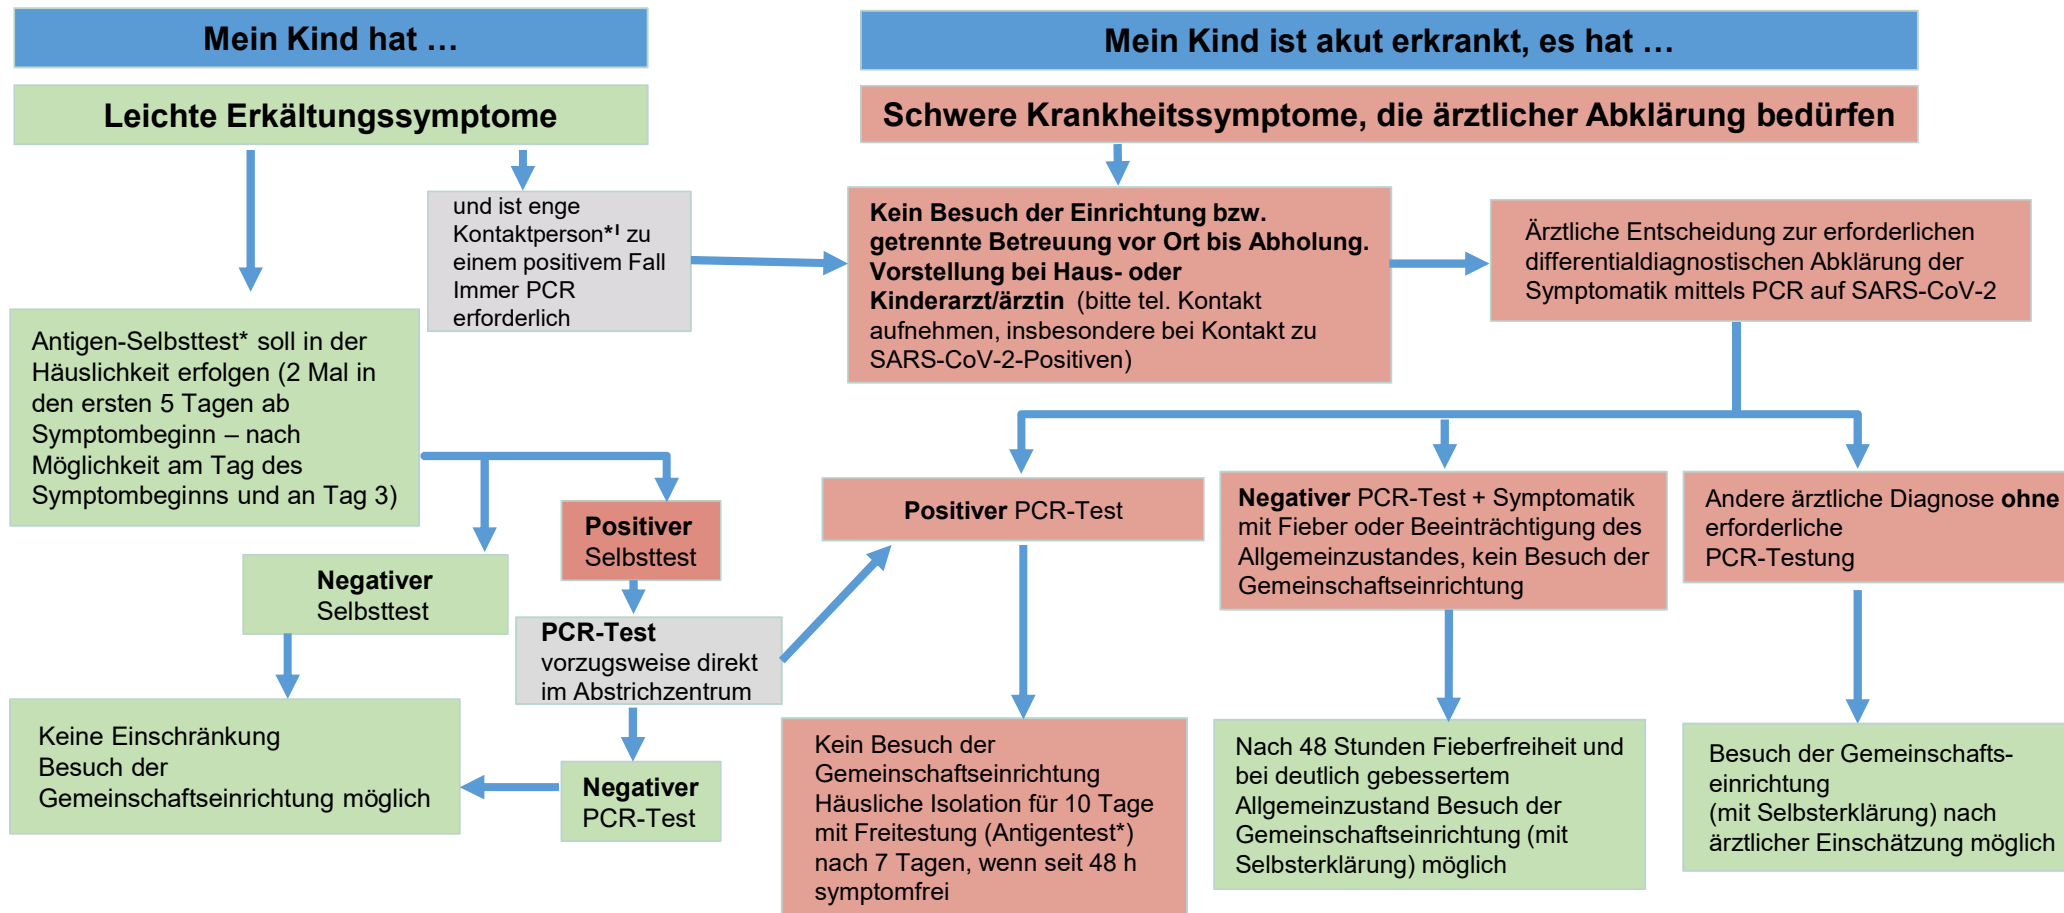 Mein Kind hat …
Mein Kind ist akut erkrankt, es hat …
Leichte Erkältungssymptome
Schwere Krankheitssymptome, die ärztlicher Abklärung bedürfen
und ist enge
Kontaktperson*ᴵ zu
einem positivem Fall
Immer PCR
erforderlich
Kein Besuch der Einrichtung bzw.
getrennte Betreuung vor Ort bis Abholung.
Vorstellung bei Haus- oder
Kinderarzt/ärztin (bitte tel. Kontakt
aufnehmen, insbesondere bei Kontakt zu
SARS-CoV-2-Positiven)
Ärztliche Entscheidung zur erforderlichen
differentialdiagnostischen Abklärung der
Symptomatik mittels PCR auf SARS-CoV-2
Antigen-Selbsttest* soll in der
Häuslichkeit erfolgen (2 Mal in
den ersten 5 Tagen ab
Symptombeginn – nach
Möglichkeit am Tag des
Symptombeginns und an Tag 3)
Positiver
Selbsttest
Negativer
Selbsttest
PCR-Test
vorzugsweise direkt
im Abstrichzentrum
Negativer
PCR-Test
Keine Einschränkung
Besuch der
Gemeinschaftseinrichtung möglich
Positiver PCR-Test
Negativer PCR-Test + Symptomatik
mit Fieber oder Beeinträchtigung des
Allgemeinzustandes, kein Besuch der
Gemeinschaftseinrichtung
Andere ärztliche Diagnose ohne
erforderliche
PCR-Testung
Kein Besuch der
Gemeinschaftseinrichtung
Häusliche Isolation für 10 Tage
mit Freitestung (Antigentest*)
nach 7 Tagen, wenn seit 48 h
symptomfrei
Nach 48 Stunden Fieberfreiheit und
bei deutlich gebessertem
Allgemeinzustand Besuch der
Gemeinschaftseinrichtung (mit
Selbsterklärung) möglich
Besuch der Gemeinschafts-
einrichtung
(mit Selbsterklärung) nach
ärztlicher Einschätzung möglich